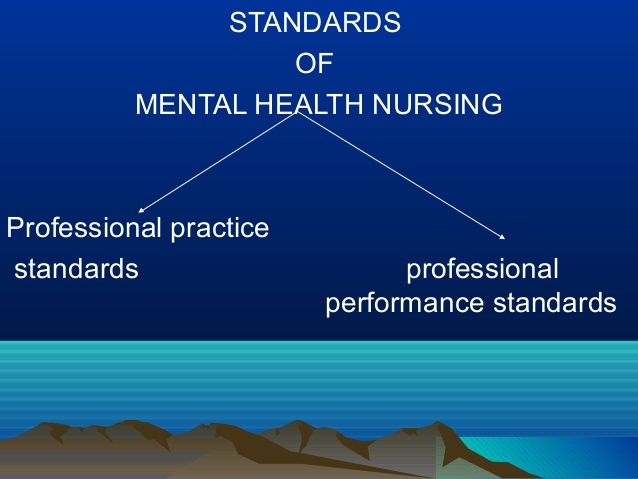 STANDARDS
OF
MENTAL HEALTH NURSING
Professional practice
standards
professional
performance standards